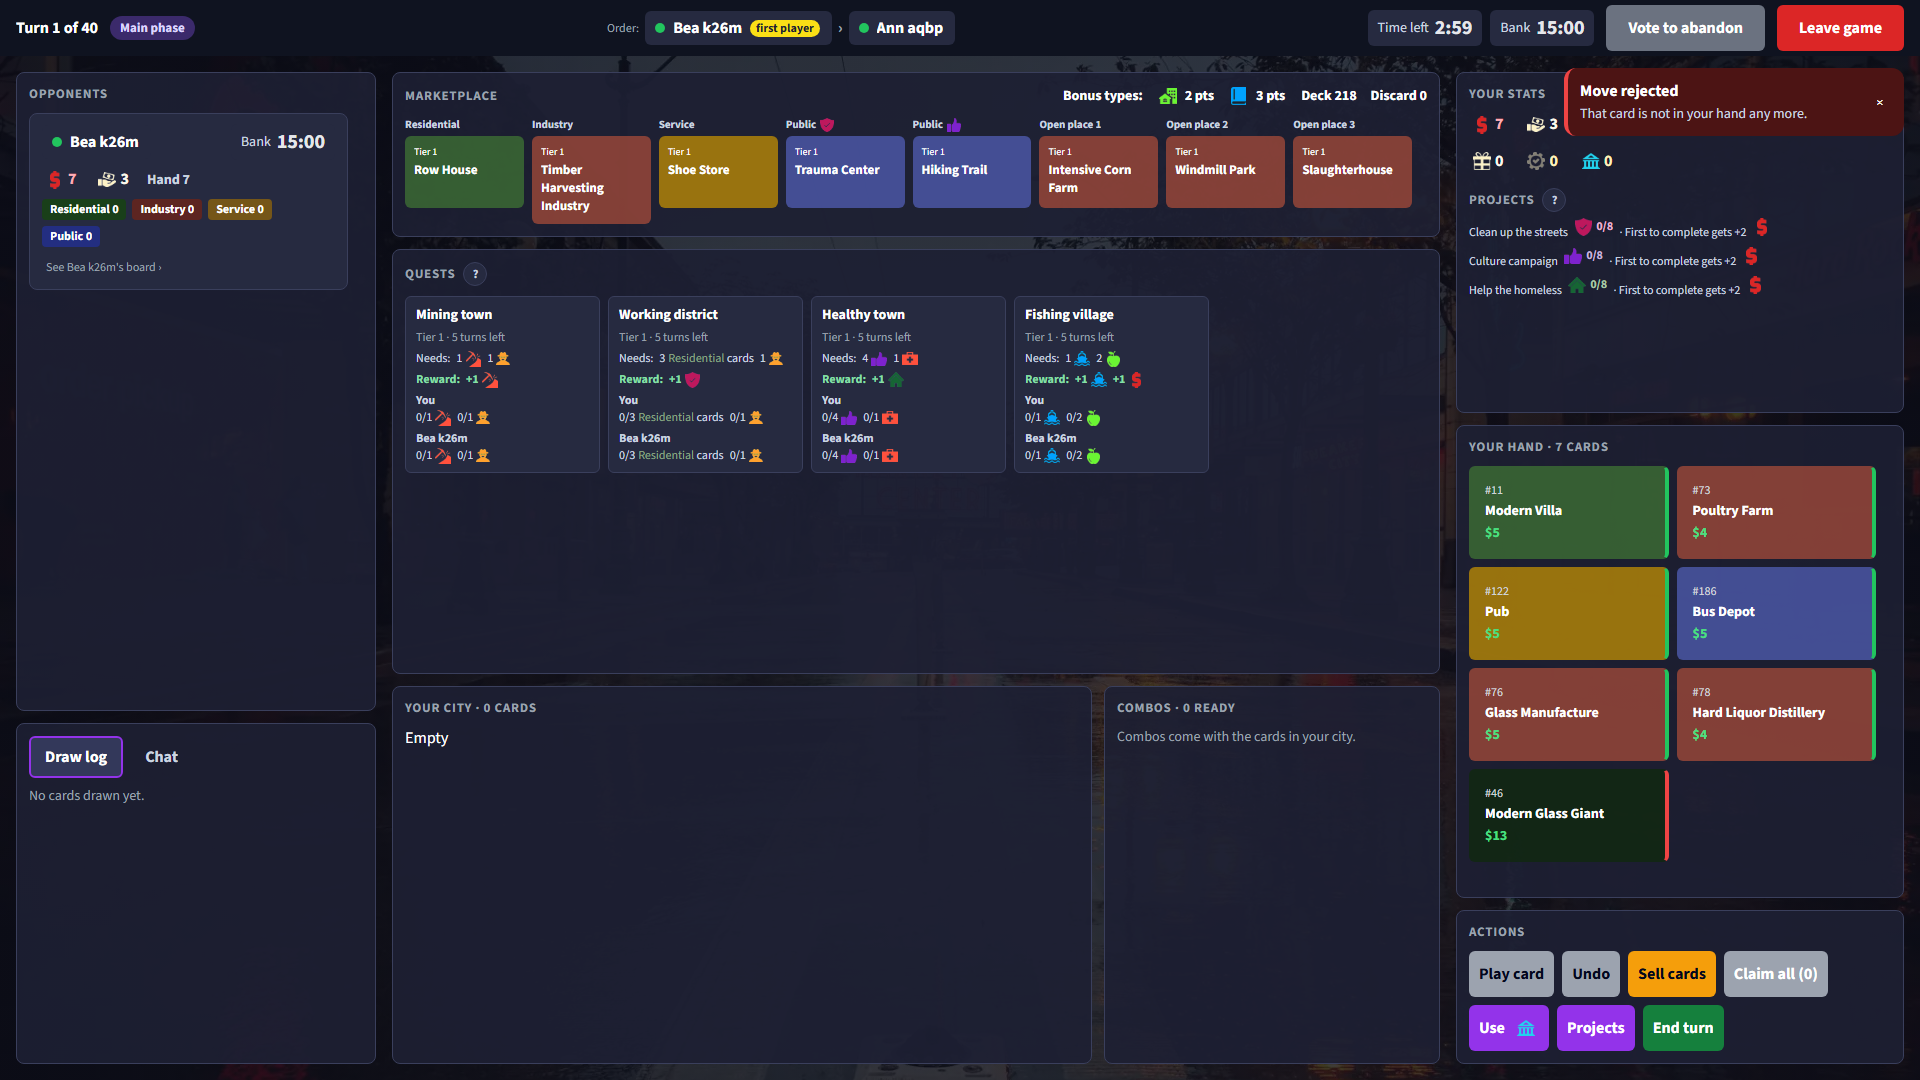 Turn 1 of 40 Main phase
Order: Bea k26m first player › Ann aqbp
Time left 2:59 Bank 15:00 Vote to abandon Leave game
OPPONENTS
Bea k26m Bank 15:00
7 3 Hand 7
Residential 0 Industry 0 Service 0
Public 0
See Bea k26m's board ›
Draw log Chat
No cards drawn yet.
MARKETPLACE
Bonus types: 2 pts 3 pts Deck 218 Discard 0
Residential
Tier 1
Row House
Industry
Tier 1
Timber
Harvesting
Industry
Service
Tier 1
Shoe Store
Public
Tier 1
Trauma Center
Public
Tier 1
Hiking Trail
Open place 1
Tier 1
Intensive Corn
Farm
Open place 2
Tier 1
Windmill Park
Open place 3
Tier 1
Slaughterhouse
QUESTS ?
Mining town
Tier 1 · 5 turns left
Needs: 1 1
Reward: +1
You
0/1 0/1
Bea k26m
0/1 0/1
Working district
Tier 1 · 5 turns left
Needs: 3 Residential cards 1
Reward: +1
You
0/3 Residential cards 0/1
Bea k26m
0/3 Residential cards 0/1
Healthy town
Tier 1 · 5 turns left
Needs: 4 1
Reward: +1
You
0/4 0/1
Bea k26m
0/4 0/1
Fishing village
Tier 1 · 5 turns left
Needs: 1 2
Reward: +1 +1
You
0/1 0/2
Bea k26m
0/1 0/2
YOUR CITY · 0 CARDS
Empty
COMBOS · 0 READY
Combos come with the cards in your city.
YOUR STATS
7 3
0 0 0
Move rejected
That card is not in your hand any more.
×
PROJECTS ?
Clean up the streets 0/8 · First to complete gets +2
Culture campaign 0/8 · First to complete gets +2
Help the homeless 0/8 · First to complete gets +2
YOUR HAND · 7 CARDS
#11
Modern Villa
$5
#73
Poultry Farm
$4
#122
Pub
$5
#186
Bus Depot
$5
#76
Glass Manufacture
$5
#78
Hard Liquor Distillery
$4
#46
Modern Glass Giant
$13
ACTIONS
Play card Undo Sell cards Claim all (0)
Use Projects End turn